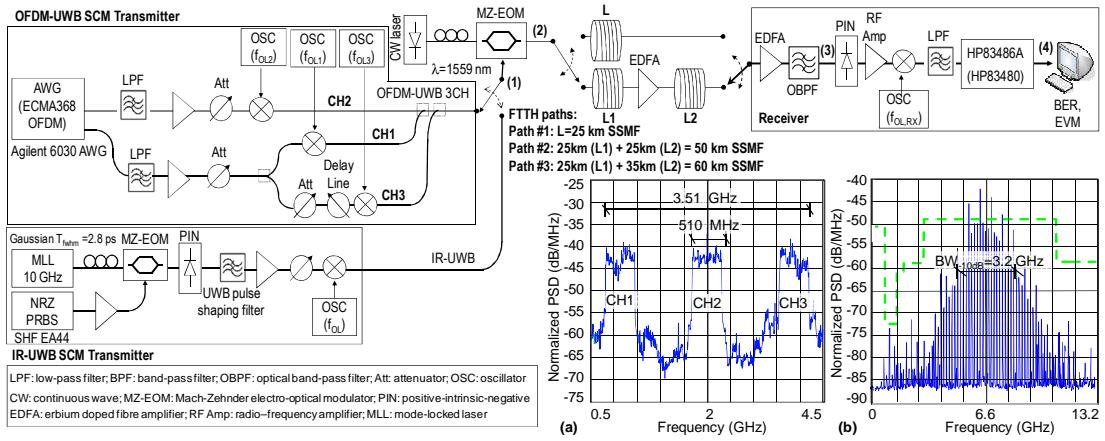 OFDM-UWB SCM Transmitter
OSC
(fOL2)
OSC
(fOL1)
OSC
(fOL3)
CW laser
MZ-EOM
λ=1559 nm
(2)
(1)
AWG
(ECMA368
OFDM)
Agilent 6030 AWG
LPF
Att
CH2
OFDM-UWB 3CH
LPF
Att
CH1
Att
Delay
Line
CH3
L
L1
EDFA
L2
FTTH paths:
Path #1: L=25 km SSMF
Path #2: 25km (L1) + 25km (L2) = 50 km SSMF
Path #3: 25km (L1) + 35km (L2) = 60 km SSMF
EDFA
OBPF
(3)
PIN
RF
Amp
OSC
(fOL,RX)
LPF
HP83486A
(HP83480)
(4)
BER,
EVM
Receiver
Gaussian Tfwhm =2.8 ps
MLL
10 GHz
MZ-EOM
PIN
UWB pulse
shaping filter
OSC
(fOL)
IR-UWB
NRZ
PRBS
SHF EA44
IR-UWB SCM Transmitter
LPF: low-pass filter; BPF: band-pass filter; OBPF: optical band-pass filter; Att: attenuator; OSC: oscillator
CW: continuous wave; MZ-EOM: Mach-Zehnder electro-optical modulator; PIN: positive-intrinsic-negative
EDFA: erbium doped fibre amplifier; RF Amp: radio–frequency amplifier; MLL: mode-locked laser
Normalized PSD (dB/MHz)
-25
-30
-35
-40
-45
-50
-55
-60
-65
-70
-75
3.51 GHz
510 MHz
CH1
CH2
CH3
0.5
2
4.5
(a)
Frequency (GHz)
Normalized PSD (dB/MHz)
-40
-45
-50
-55
-60
-65
-70
-75
-80
-85
-90
BW-10dB=3.2 GHz
0
6.6
13.2
(b)
Frequency (GHz)